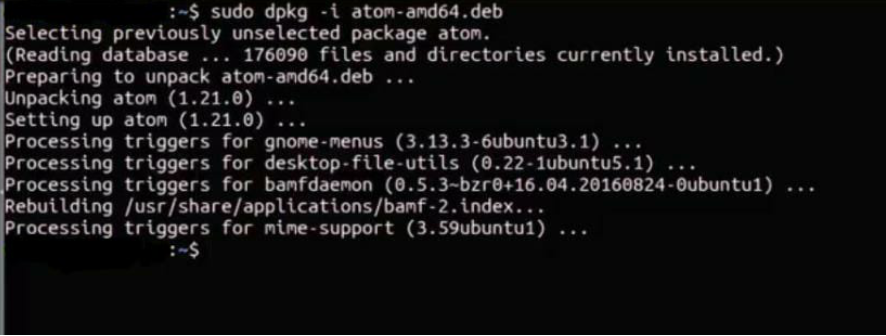 :~$ sudo dpkg -i atom-amd64.deb
Selecting previously unselected package atom.
(Reading database ... 176090 files and directories currently installed.)
Preparing to unpack atom-amd64.deb ...
Unpacking atom (1.21.0) ...
Setting up atom (1.21.0) ...
Processing triggers for gnome-menus (3.13.3-6ubuntu3.1) ...
Processing triggers for desktop-file-utils (0.22-1ubuntu5.1) ...
Processing triggers for bamfdaemon (0.5.3~bzr0+16.04.20160824-0ubuntu1) ...
Rebuilding /usr/share/applications/bamf-2.index...
Processing triggers for mime-support (3.59ubuntu1) ...
:~$